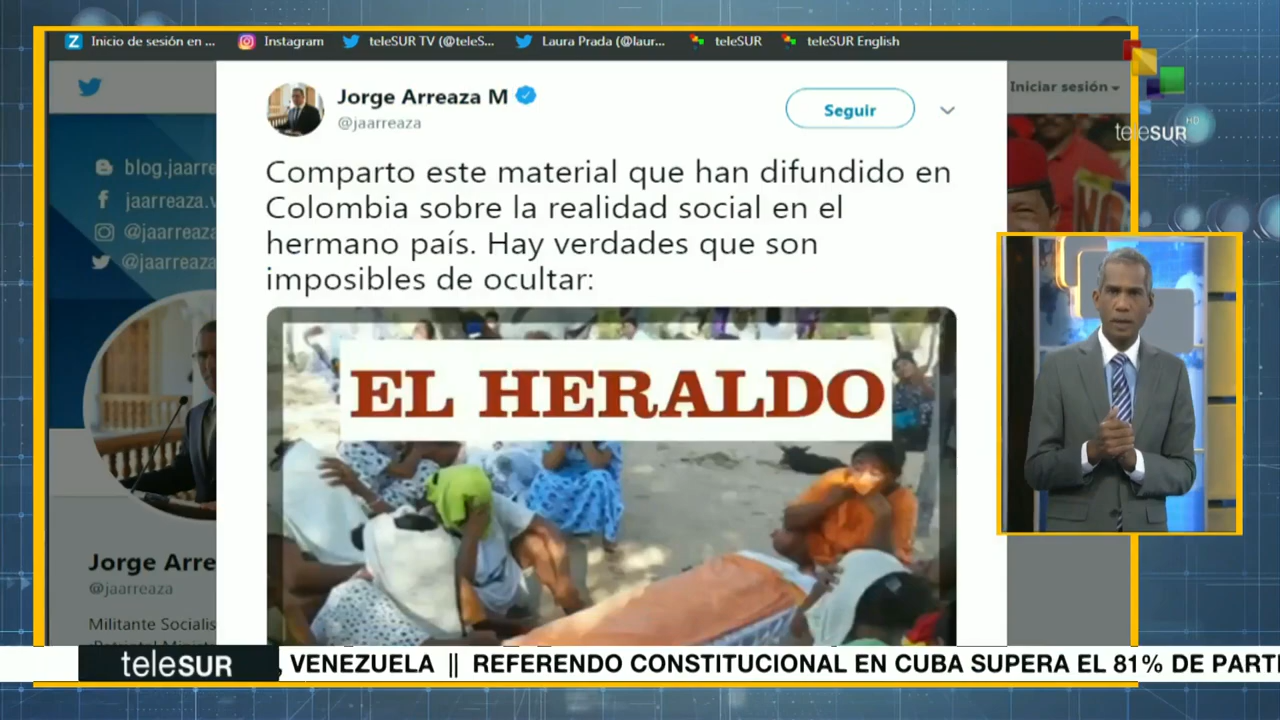 Inicio de sesión en ... Instagram teleSUR TV (@teleS... Laura Prada (@laur... teleSUR teleSUR English
Iniciar sesión
teleSUR HD
Jorge Arreaza M
@jaarreaza
Seguir
Comparto este material que han difundido en
Colombia sobre la realidad social en el
hermano país. Hay verdades que son
imposibles de ocultar:
EL HERALDO
blog.jaarre
jaarreaza.v
@jaarreaza
@jaarreaza
Jorge Arre
@jaarreaza
Militante Socialis
teleSUR , VENEZUELA || REFERENDO CONSTITUCIONAL EN CUBA SUPERA EL 81% DE PARTI